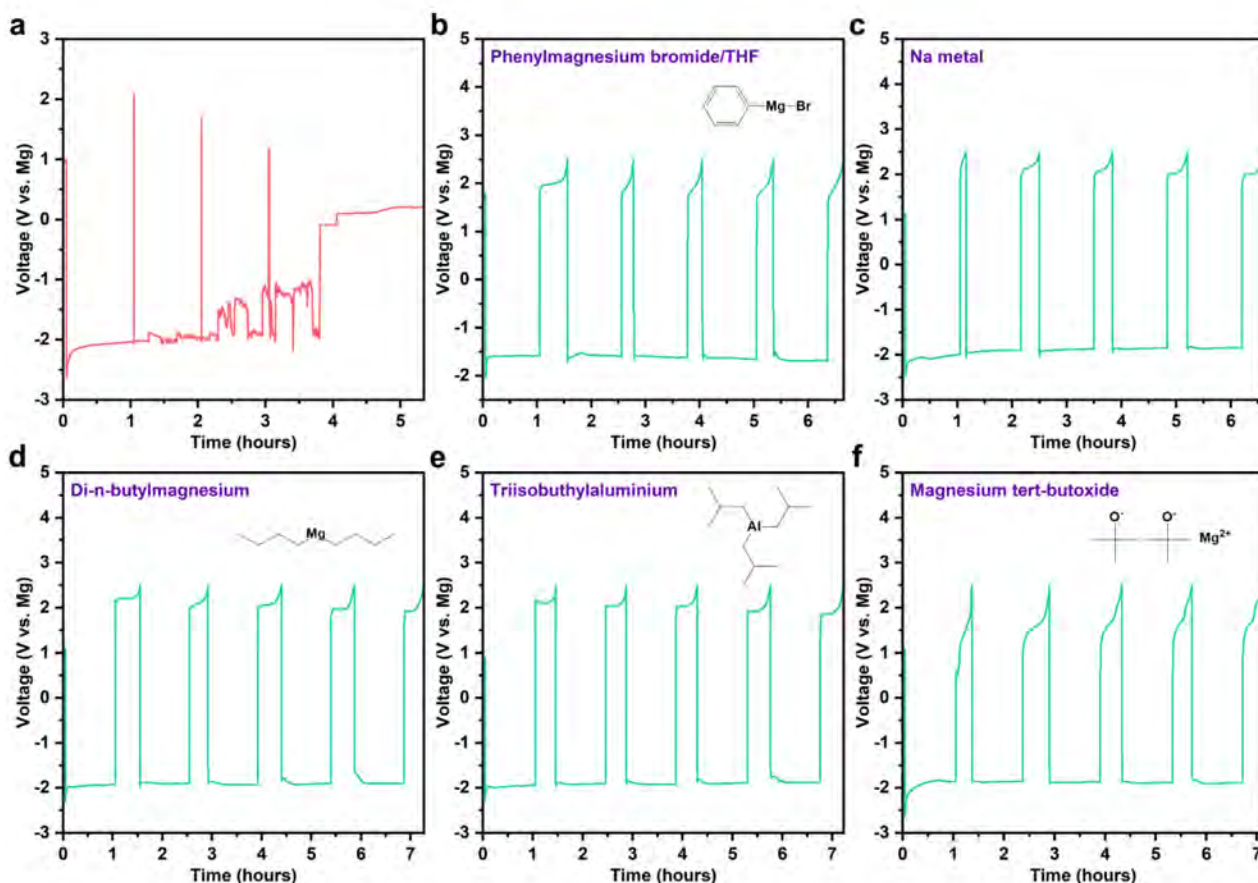 a
3
2
1
0
-1
-2
-3
Voltage (V vs. Mg)
0 1 2 3 4 5
Time (hours)
b
Phenylmagnesium bromide/THF
Mg Br
5
4
3
2
1
0
-1
-2
Voltage (V vs. Mg)
0 1 2 3 4 5 6
Time (hours)
c
Na metal
5
4
3
2
1
0
-1
-2
-3
Voltage (V vs. Mg)
0 1 2 3 4 5 6
Time (hours)
d
Di-n-butylmagnesium
Mg
5
4
3
2
1
0
-1
-2
-3
Voltage (V vs. Mg)
0 1 2 3 4 5 6 7
Time (hours)
e
Triisobuthylaluminium
Al
5
4
3
2
1
0
-1
-2
-3
Voltage (V vs. Mg)
0 1 2 3 4 5 6 7
Time (hours)
f
Magnesium tert-butoxide
O- O-
Mg2+
5
4
3
2
1
0
-1
-2
-3
Voltage (V vs. Mg)
0 1 2 3 4 5 6 7
Time (hours)